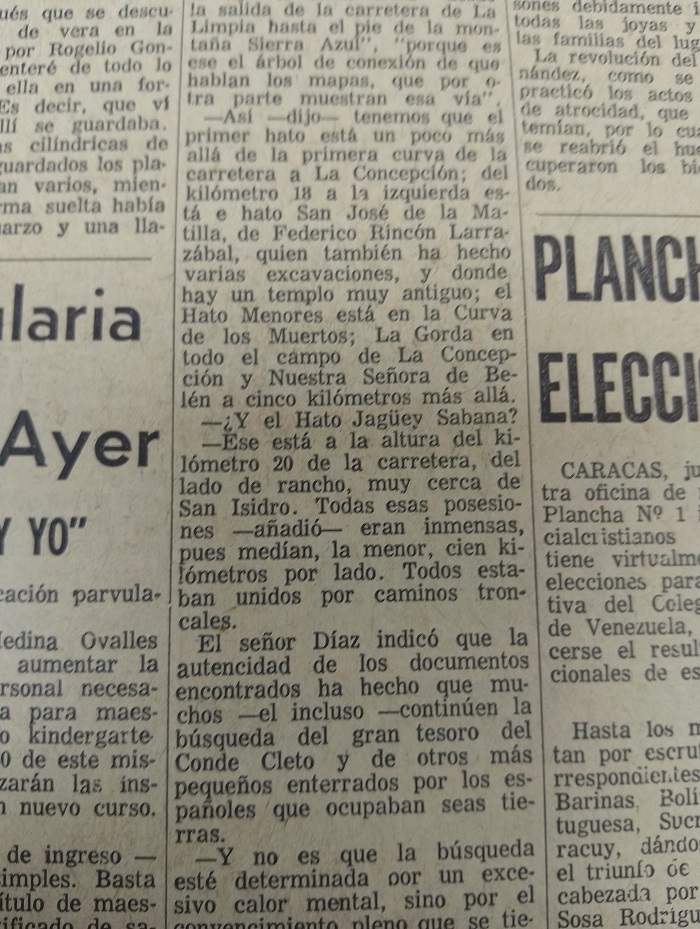 ués que se descu-
de vera en la
por Rogelio Gon-
enteré de todo lo
ella en una for-
Es decir, que ví
llí se guardaba.
as cilíndricas de
guardados los pla-
an varios, mien-
rma suelta había
arzo y una lla-
ularia
Ayer
Y YO"
cación parvula-
Medina Ovalles
aumentar la
rsonal necesa-
a para maes-
o kindergarte-
0 de este mis-
zarán las ins-
n nuevo curso.
de ingreso —
simples. Basta
título de maes-
tificado de sa-
la salida de la carretera de La
Limpia hasta el pie de la mon-
taña Sierra Azul", "porque es
ese el árbol de conexión de que
hablan los mapas, que por o-
tra parte muestran esa vía".
—Así —dijo— tenemos que el
primer hato está un poco más
allá de la primera curva de la
carretera a La Concepción; del
kilómetro 18 a la izquierda es-
tá e hato San José de la Ma-
tilla, de Federico Rincón Larra-
zábal, quien también ha hecho
varias excavaciones, y donde
hay un templo muy antiguo; el
Hato Menores está en la Curva
de los Muertos; La Gorda en
todo el campo de La Concep-
ción y Nuestra Señora de Be-
lén a cinco kilómetros más allá.
—¿Y el Hato Jagüey Sabana?
—Ese está a la altura del ki-
lómetro 20 de la carretera, del
lado de rancho, muy cerca de
San Isidro. Todas esas posesio-
nes —añadió— eran inmensas,
pues medían, la menor, cien ki-
lómetros por lado. Todos esta-
ban unidos por caminos tron-
cales.
El señor Díaz indicó que la
autencidad de los documentos
encontrados ha hecho que mu-
chos —el incluso —continúen la
búsqueda del gran tesoro del
Conde Cleto y de otros más
pequeños enterrados por los es-
pañoles que ocupaban seas tie-
rras.
—Y no es que la búsqueda
esté determinada por un exce-
sivo calor mental, sino por el
convencimiento pleno que se tie-
sones debidamente i
todas las joyas y
las familias del lug
La revolución del
nández, como se
practicó los actos
de atrocidad, que
temían, por lo cua
se reabrió el hue
cuperaron los bie
dos.
PLANCH
ELECCI
CARACAS, ju
tra oficina de
Plancha Nº 1
cialcristianos
tiene virtualme
elecciones para
tiva del Coleg
de Venezuela,
cerse el resul
cionales de es
Hasta los m
tan por escru
rrespondientes
Barinas, Bolí
tuguesa, Sucr
racuy, dándo
el triunfo de
cabezada por
Sosa Rodrígu